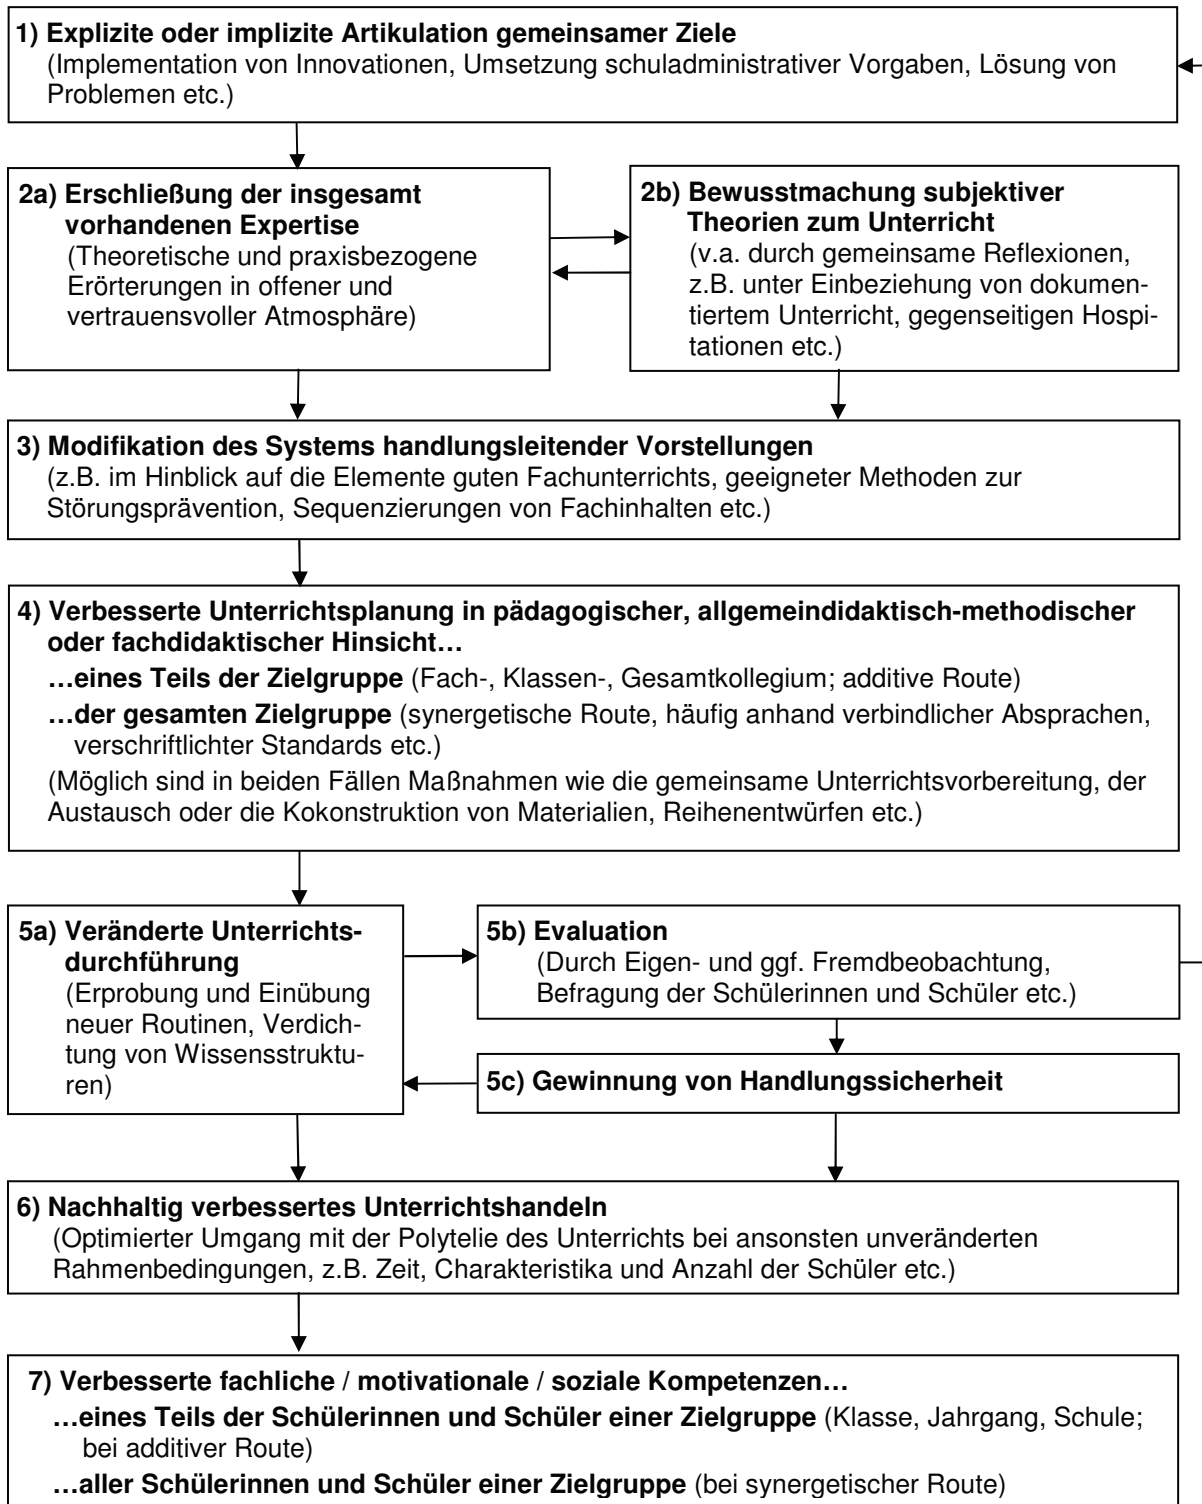 1) Explizite oder implizite Artikulation gemeinsamer Ziele
(Implementation von Innovationen, Umsetzung schuladministrativer Vorgaben, Lösung von
Problemen etc.)
2a) Erschließung der insgesamt
vorhandenen Expertise
(Theoretische und praxisbezogene
Erörterungen in offener und
vertrauensvoller Atmosphäre)
2b) Bewusstmachung subjektiver
Theorien zum Unterricht
(v.a. durch gemeinsame Reflexionen,
z.B. unter Einbeziehung von dokumen-
tiertem Unterricht, gegenseitigen Hospi-
tationen etc.)
3) Modifikation des Systems handlungsleitender Vorstellungen
(z.B. im Hinblick auf die Elemente guten Fachunterrichts, geeigneter Methoden zur
Störungsprävention, Sequenzierungen von Fachinhalten etc.)
4) Verbesserte Unterrichtsplanung in pädagogischer, allgemeindidaktisch-methodischer
oder fachdidaktischer Hinsicht…
…eines Teils der Zielgruppe (Fach-, Klassen-, Gesamtkollegium; additive Route)
…der gesamten Zielgruppe (synergetische Route, häufig anhand verbindlicher Absprachen,
verschriftlichter Standards etc.)
(Möglich sind in beiden Fällen Maßnahmen wie die gemeinsame Unterrichtsvorbereitung, der
Austausch oder die Kokonstruktion von Materialien, Reihenentwürfen etc.)
5a) Veränderte Unterrichts-
durchführung
(Erprobung und Einübung
neuer Routinen, Verdich-
tung von Wissensstruktu-
ren)
5b) Evaluation
(Durch Eigen- und ggf. Fremdbeobachtung,
Befragung der Schülerinnen und Schüler etc.)
5c) Gewinnung von Handlungssicherheit
6) Nachhaltig verbessertes Unterrichtshandeln
(Optimierter Umgang mit der Polytelie des Unterrichts bei ansonsten unveränderten
Rahmenbedingungen, z.B. Zeit, Charakteristika und Anzahl der Schüler etc.)
7) Verbesserte fachliche / motivationale / soziale Kompetenzen…
…eines Teils der Schülerinnen und Schüler einer Zielgruppe (Klasse, Jahrgang, Schule;
bei additiver Route)
…aller Schülerinnen und Schüler einer Zielgruppe (bei synergetischer Route)